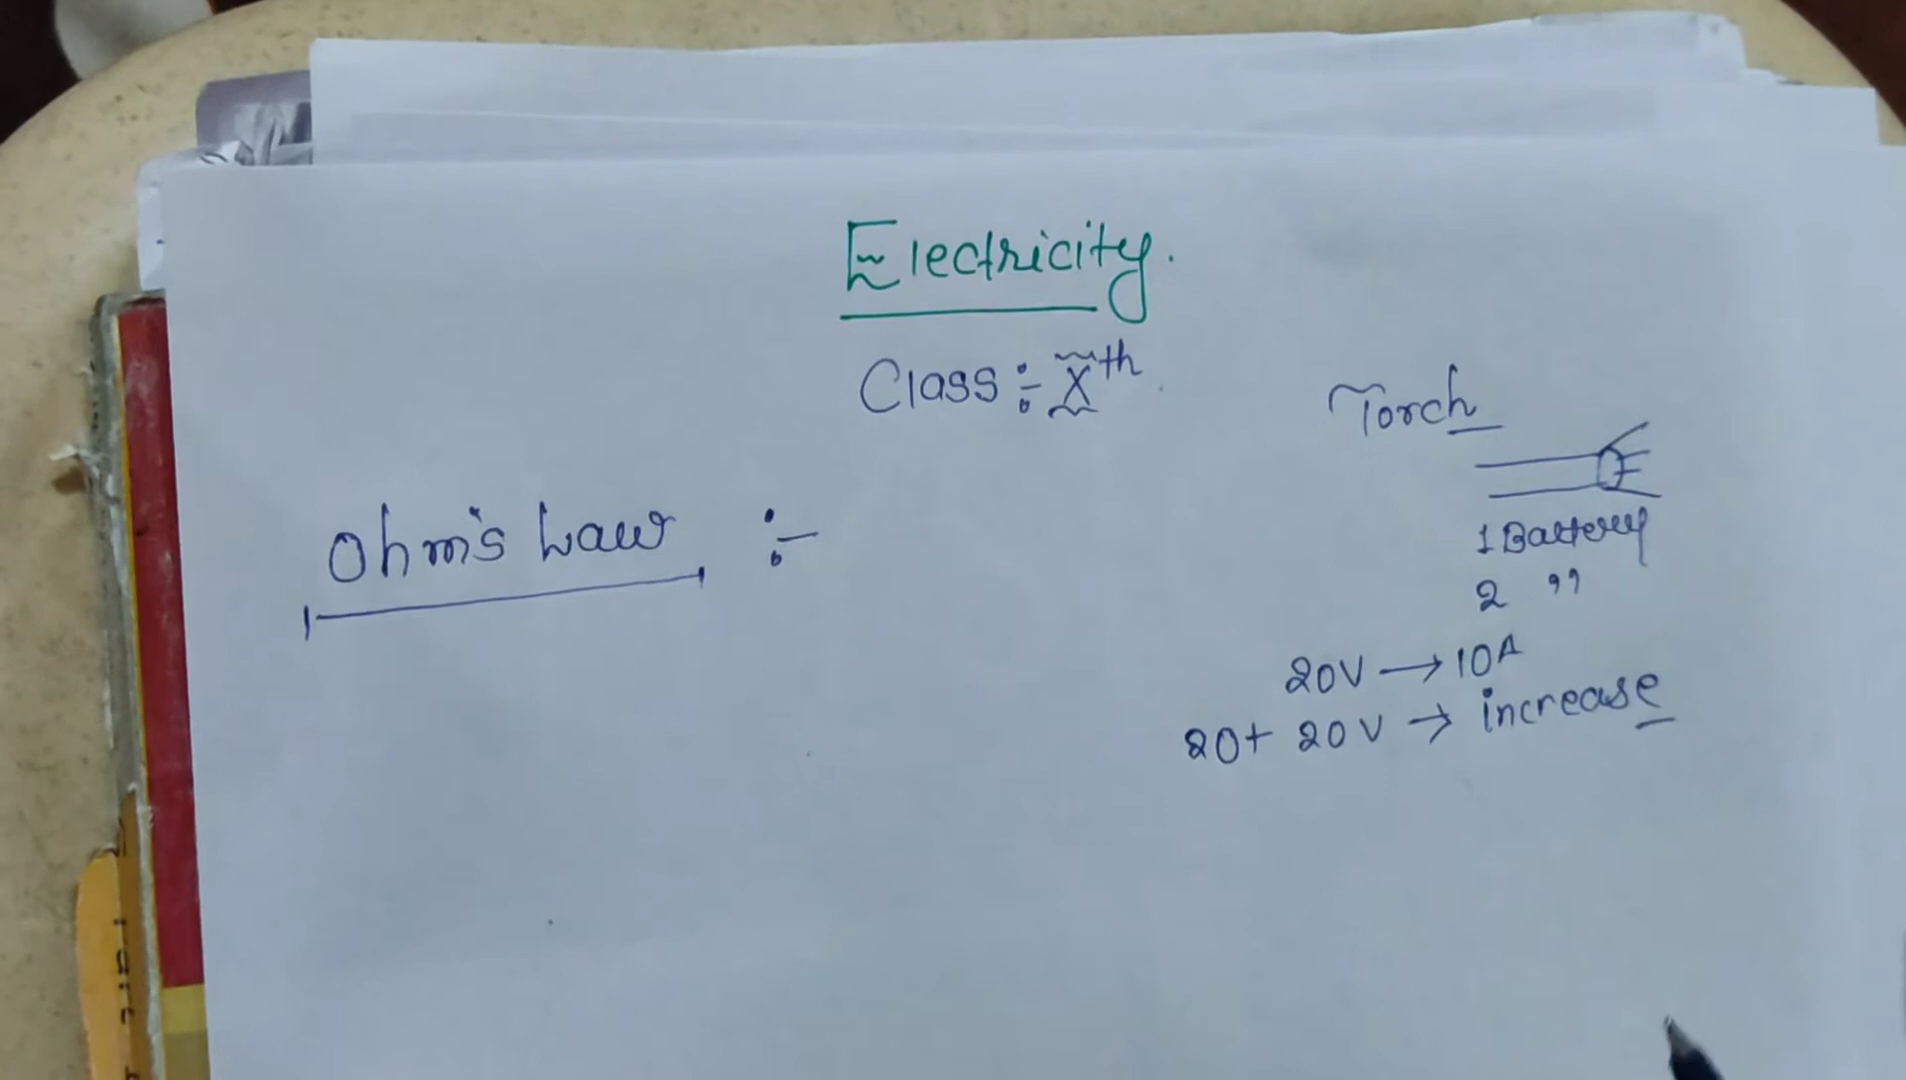 Electricity.
Class :- Xth
Torch
Ohm's Law :-
1 Battery
2 ,,
20V → 10A
20+ 20V → increase